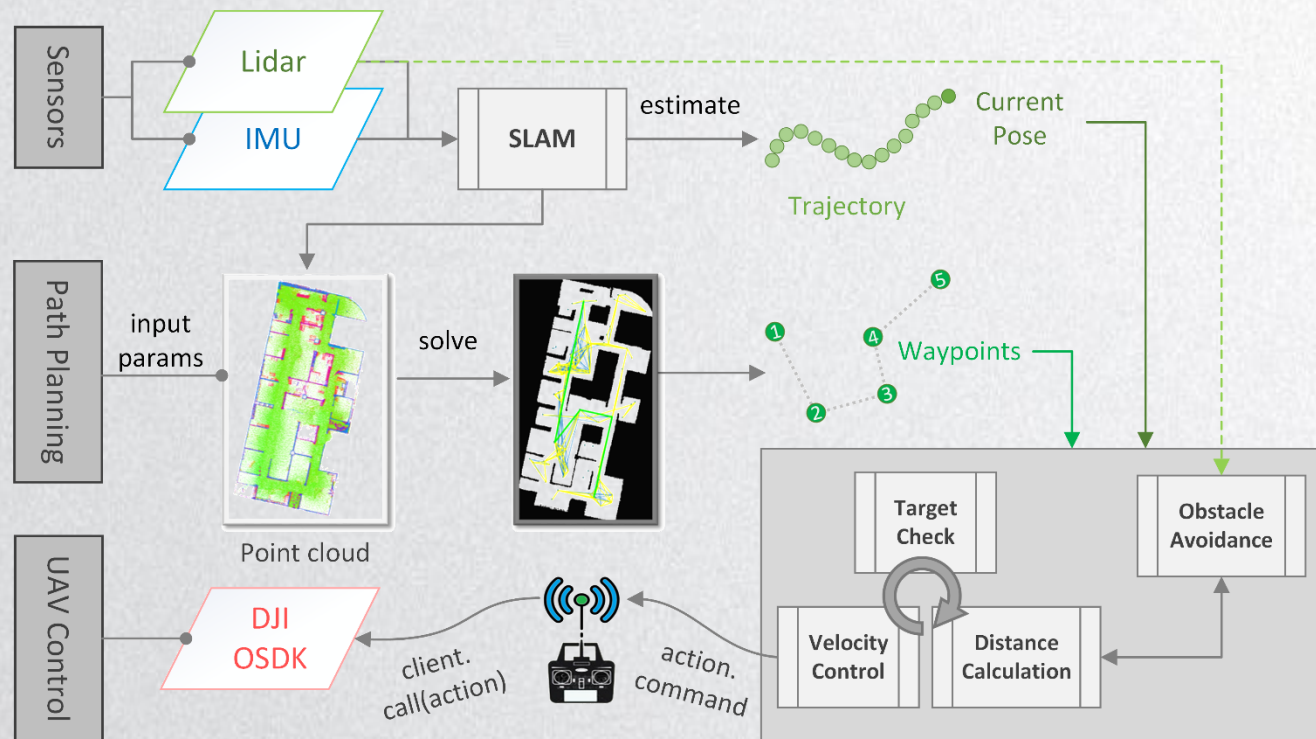 Sensors
Lidar
IMU
SLAM
estimate
Current
Pose
Trajectory
Path Planning
input
params
Point cloud
solve
1
2
3
4
5
Waypoints
UAV Control
DJI
OSDK
client.
call(action)
action.
command
Target
Check
Velocity
Control
Distance
Calculation
Obstacle
Avoidance